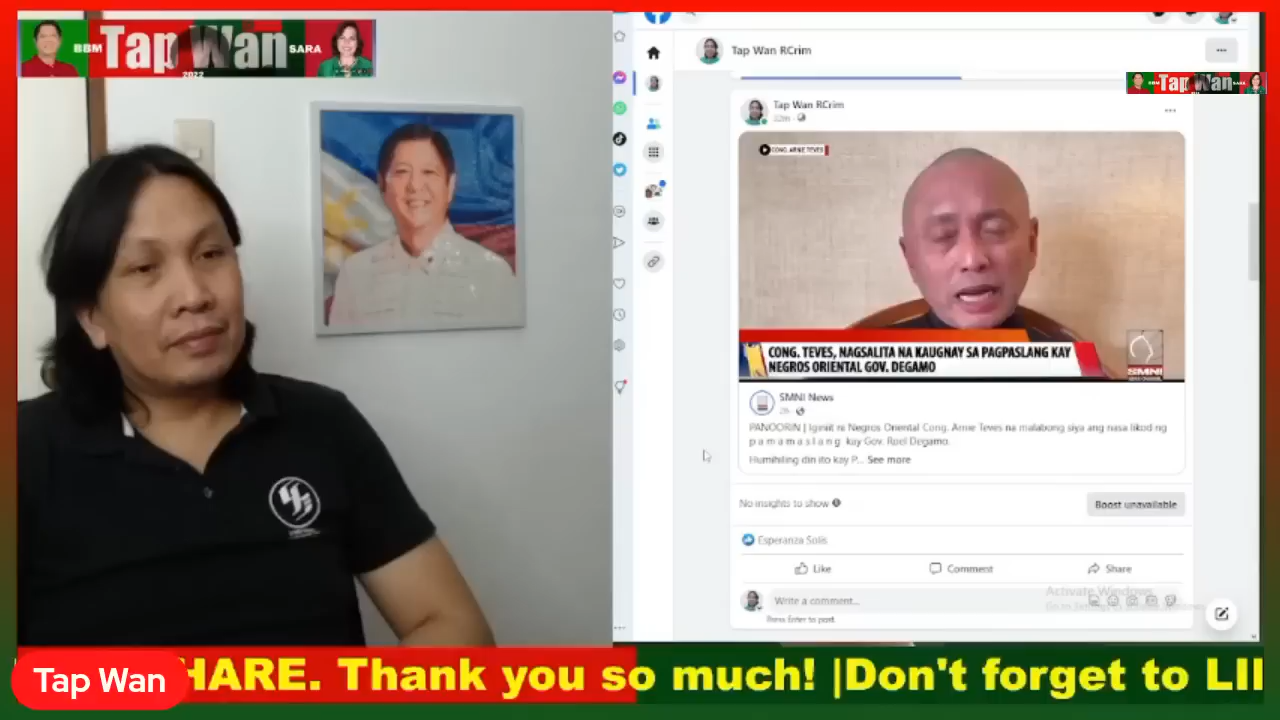 BBM Tap Wan SARA
2022
Tap Wan RCrim
Tap Wan
Tap Wan RCrim
CONG. ARNIE TEVES
CONG. TEVES, NAGSALITA NA KAUGNAY SA PAGPASLANG KAY
NEGROS ORIENTAL GOV. DEGAMO
SMNI
SMNI News
PANOORIN | Iginiit ni Negros Oriental Cong. Arnie Teves na malabong siya ang nasa likod ng
p a m a m a s l a n g kay Gov. Roel Degamo.
Humihiling din ito kay P... See more
No insights to show
Boost unavailable
Esperanza Solis
Like
Comment
Share
Write a comment...
Press Enter to post.
Activate Windows
Tap Wan
HARE. Thank you so much! |Don't forget to LI